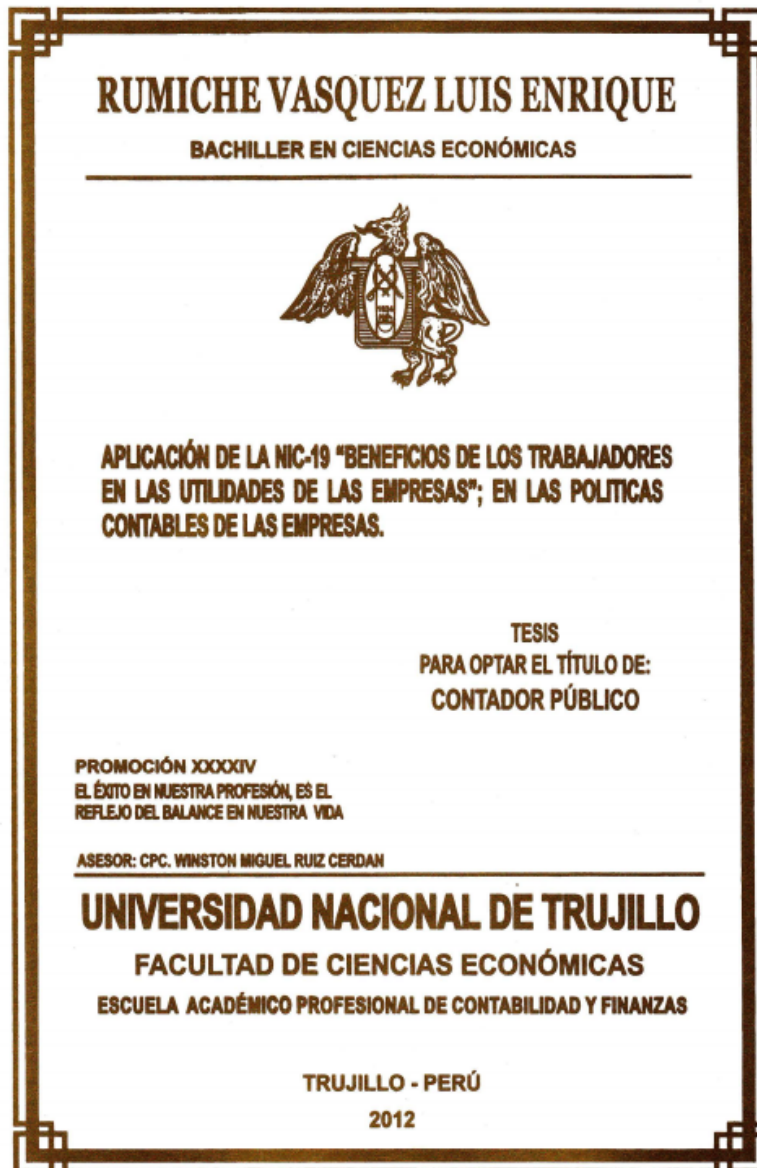 RUMICHE VASQUEZ LUIS ENRIQUE
BACHILLER EN CIENCIAS ECONÓMICAS
APLICACIÓN DE LA NIC-19 "BENEFICIOS DE LOS TRABAJADORES
EN LAS UTILIDADES DE LAS EMPRESAS"; EN LAS POLITICAS
CONTABLES DE LAS EMPRESAS.
TESIS
PARA OPTAR EL TÍTULO DE:
CONTADOR PÚBLICO
PROMOCIÓN XXXXIV
EL ÉXITO EN NUESTRA PROFESIÓN, ES EL
REFLEJO DEL BALANCE EN NUESTRA VIDA
ASESOR: CPC. WINSTON MIGUEL RUIZ CERDAN
UNIVERSIDAD NACIONAL DE TRUJILLO
FACULTAD DE CIENCIAS ECONÓMICAS
ESCUELA ACADÉMICO PROFESIONAL DE CONTABILIDAD Y FINANZAS
TRUJILLO - PERÚ
2012